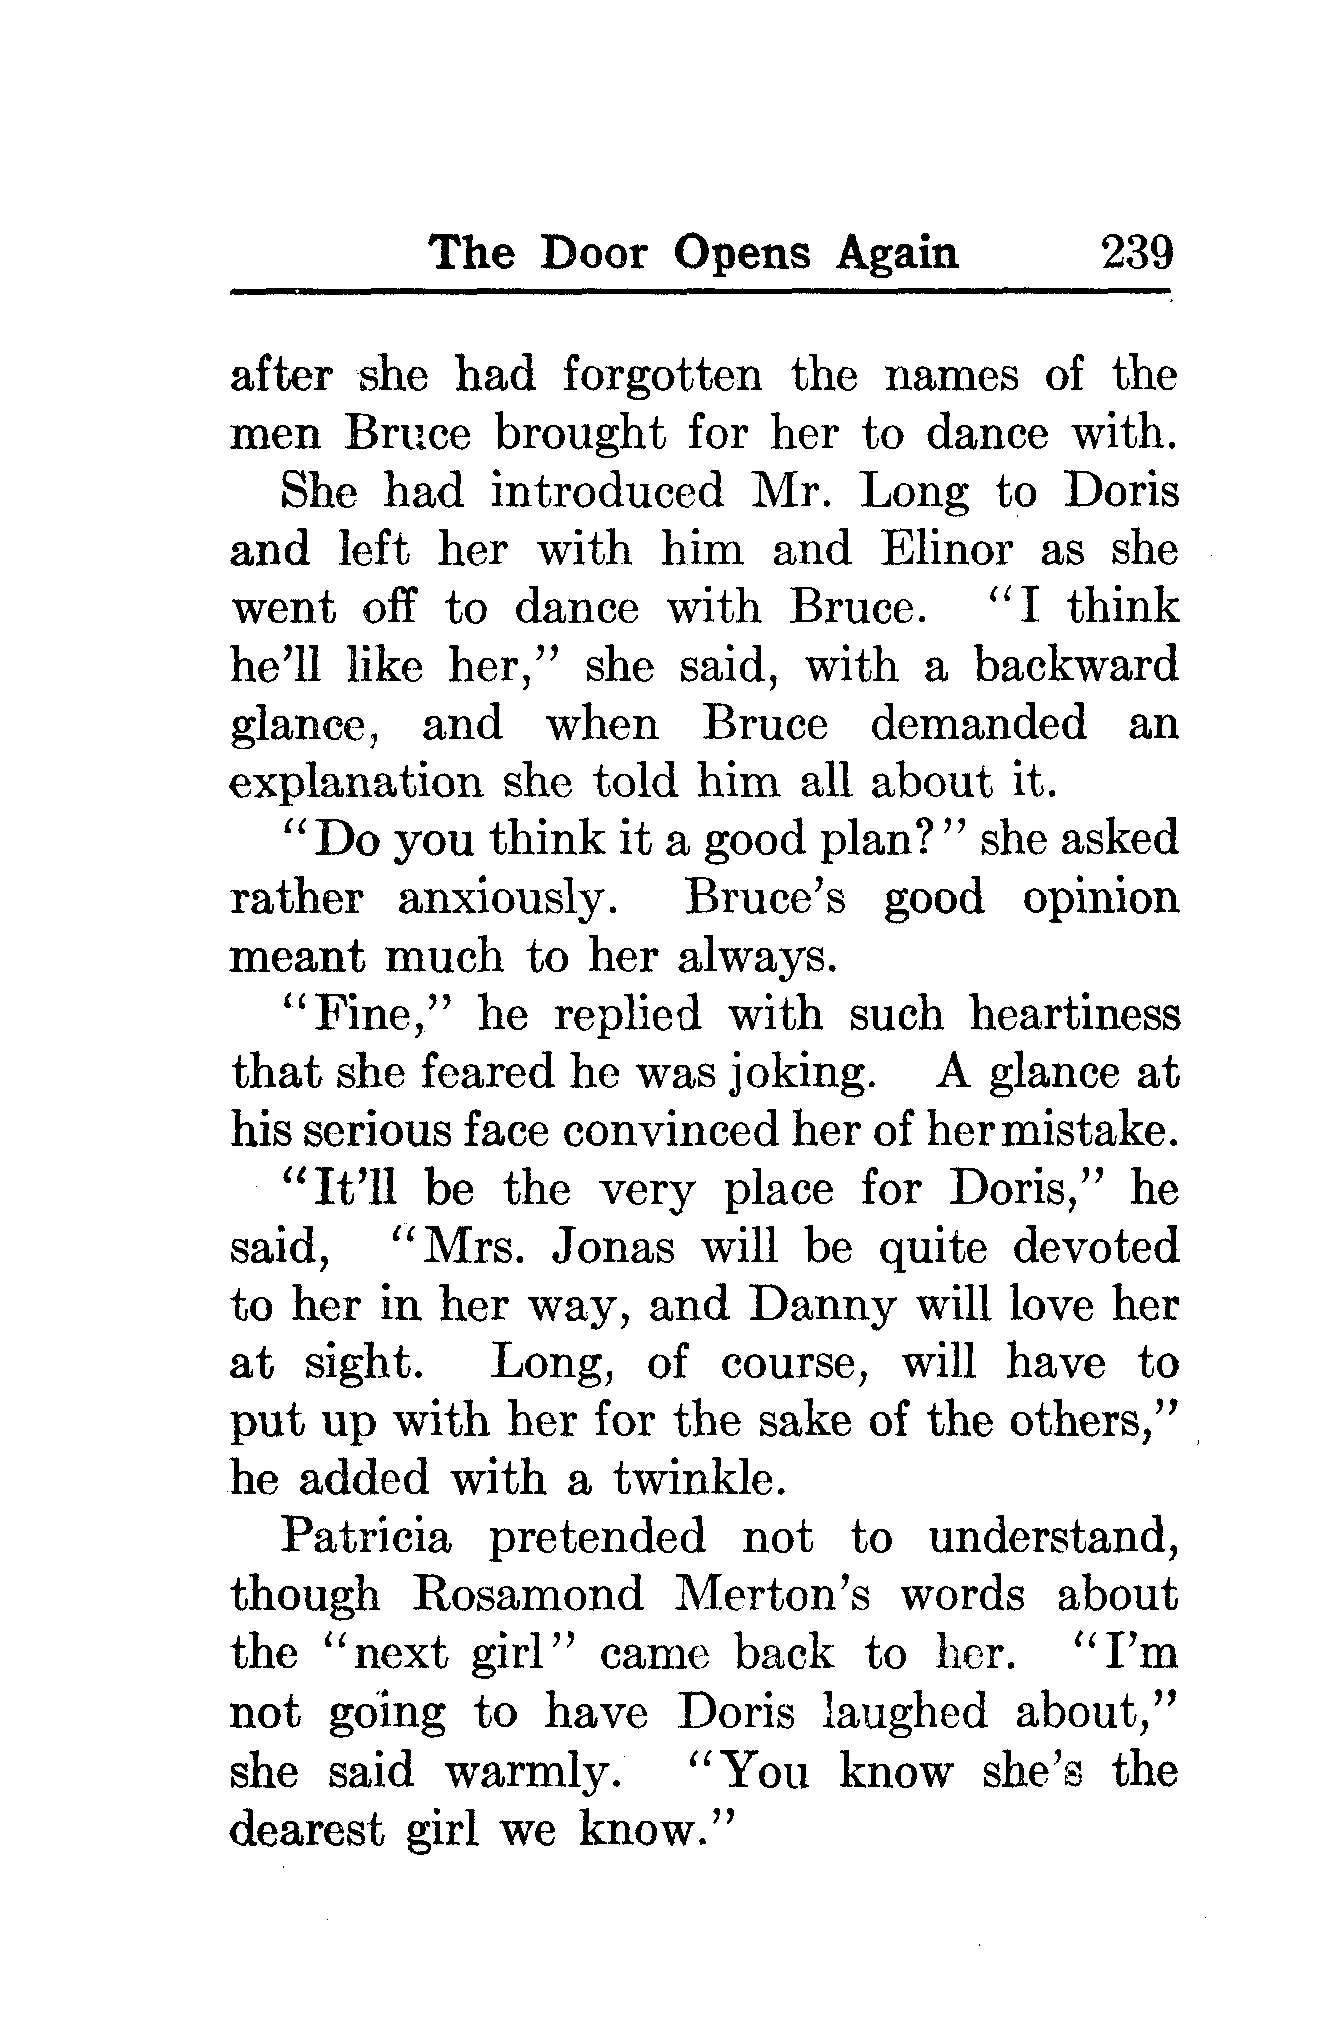 The Door Opens Again 239
after she had forgotten the names of the
men Bruce brought for her to dance with.
She had introduced Mr. Long to Doris
and left her with him and Elinor as she
went off to dance with Bruce. "I think
he'll like her," she said, with a backward
glance, and when Bruce demanded an
explanation she told him all about it.
"Do you think it a good plan?" she asked
rather anxiously. Bruce's good opinion
meant much to her always.
"Fine," he replied with such heartiness
that she feared he was joking. A glance at
his serious face convinced her of her mistake.
"It'll be the very place for Doris," he
said, "Mrs. Jonas will be quite devoted
to her in her way, and Danny will love her
at sight. Long, of course, will have to
put up with her for the sake of the others,"
he added with a twinkle.
Patricia pretended not to understand,
though Rosamond Merton's words about
the "next girl" came back to her. "I'm
not going to have Doris laughed about,"
she said warmly. "You know she's the
dearest girl we know."